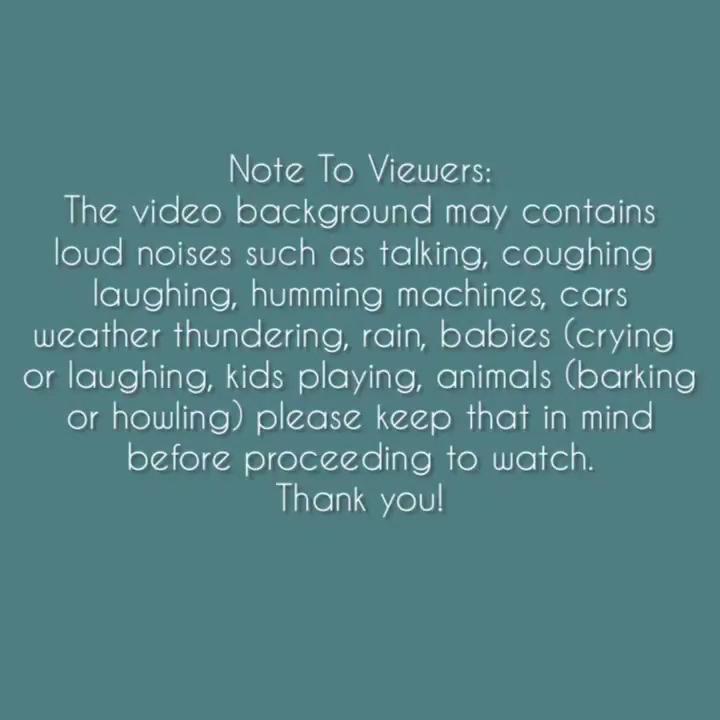 Note To Viewers:
The video background may contains
loud noises such as talking, coughing
laughing, humming machines, cars
weather thundering, rain, babies (crying
or laughing, kids playing, animals (barking
or howling) please keep that in mind
before proceeding to watch.
Thank you!